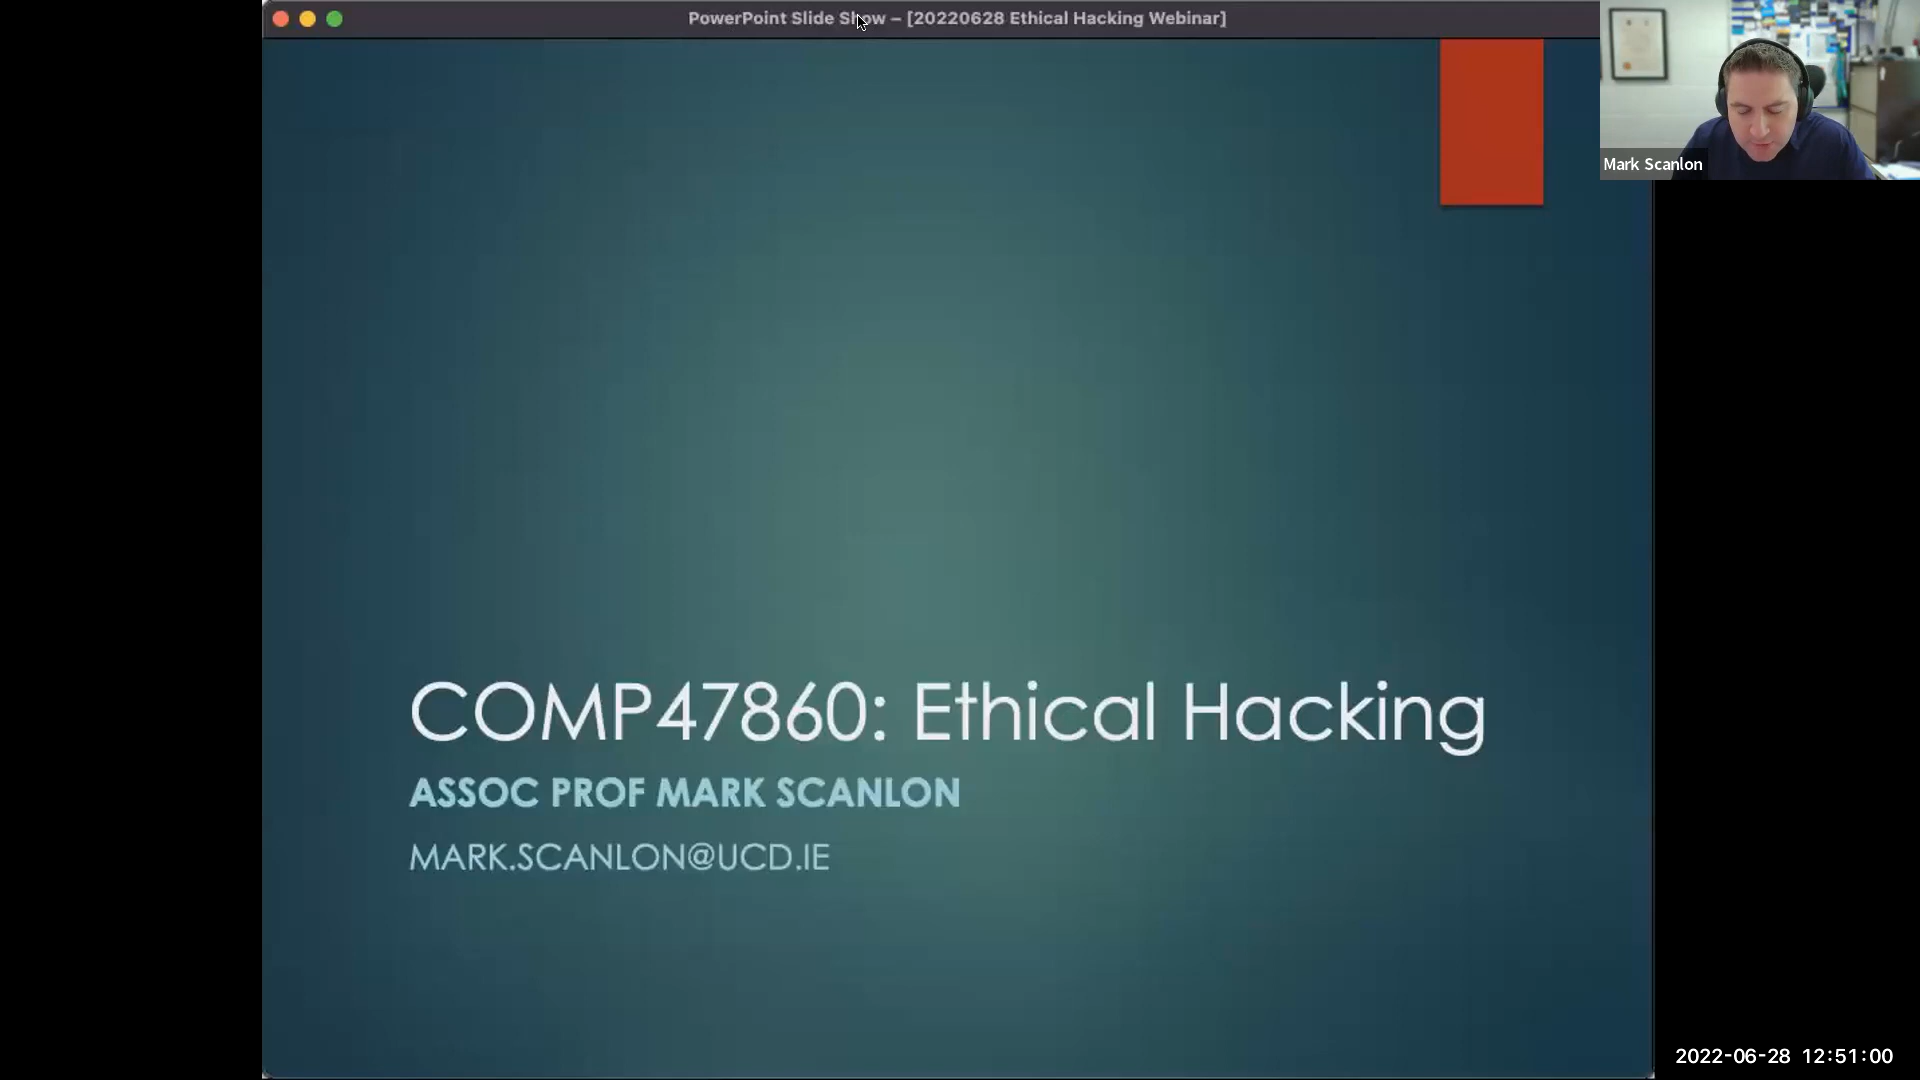 PowerPoint Slide Show – [20220628 Ethical Hacking Webinar]
Mark Scanlon
COMP47860: Ethical Hacking
ASSOC PROF MARK SCANLON
MARK.SCANLON@UCD.IE
2022-06-28 12:51:00